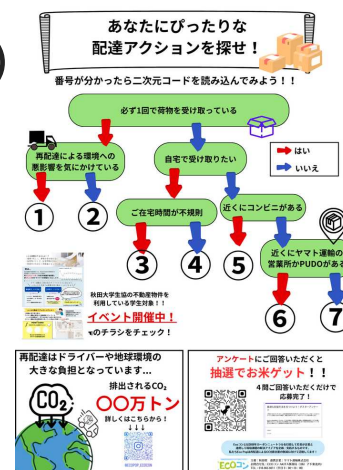 あなたにぴったりな
配達アクションを探せ！
番号が分かったら二次元コードを読み込んでみよう！！
必ず1回で荷物を受け取っている
はい
いいえ
再配達による環境への
悪影響を気にかけている
自宅で受け取りたい
1
2
ご在宅時間が不規則
近くにコンビニがある
3
4
5
近くにヤマト運輸の
営業所かPUDOがある
6
7
秋田大学生協の不動産物件を
利用している学生対象！！
イベント開催中！
のチラシをチェック！
再配達はドライバーや地球環境の
大きな負担となっています…
CO₂
排出されるCO₂
〇〇万トン
詳しくはこちらから！
アンケートにご回答いただくと
抽選でお米ゲット！！
4問ご回答いただくだけで
応募完了！
ECOコン